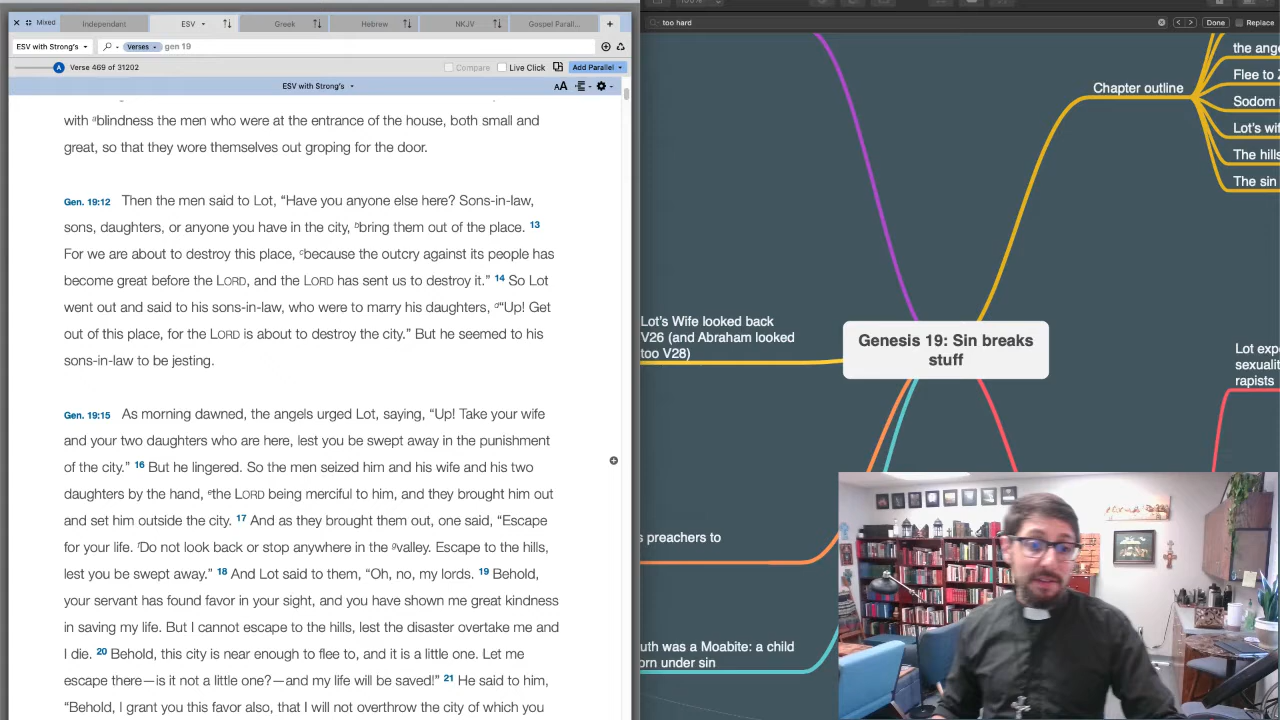 Mixed
Independent
ESV
Greek
Hebrew
NKJV
Gospel Parall...
ESV with Strong's
Verses
gen 19
Verse 469 of 31202
Compare
Live Click
Add Parallel
ESV with Strong's
AA
with ᵃblindness the men who were at the entrance of the house, both small and
great, so that they wore themselves out groping for the door.
Gen. 19:12 Then the men said to Lot, “Have you anyone else here? Sons-in-law,
sons, daughters, or anyone you have in the city, ᵇbring them out of the place. 13
For we are about to destroy this place, ᶜbecause the outcry against its people has
become great before the LORD, and the LORD has sent us to destroy it.” 14 So Lot
went out and said to his sons-in-law, who were to marry his daughters, ᵈ“Up! Get
out of this place, for the LORD is about to destroy the city.” But he seemed to his
sons-in-law to be jesting.
Gen. 19:15 As morning dawned, the angels urged Lot, saying, “Up! Take your wife
and your two daughters who are here, lest you be swept away in the punishment
of the city.” 16 But he lingered. So the men seized him and his wife and his two
daughters by the hand, ᵉthe LORD being merciful to him, and they brought him out
and set him outside the city. 17 And as they brought them out, one said, “Escape
for your life. ᶠDo not look back or stop anywhere in the ᵍvalley. Escape to the hills,
lest you be swept away.” 18 And Lot said to them, “Oh, no, my lords. 19 Behold,
your servant has found favor in your sight, and you have shown me great kindness
in saving my life. But I cannot escape to the hills, lest the disaster overtake me and
I die. 20 Behold, this city is near enough to flee to, and it is a little one. Let me
escape there—is it not a little one?—and my life will be saved!” 21 He said to him,
“Behold, I grant you this favor also, that I will not overthrow the city of which you
too hard
Done
Replace
Chapter outline
the ange
Flee to Z
Sodom
Lot's wif
The hills
The sin
Lot's Wife looked back
V26 (and Abraham looked
too V28)
Genesis 19: Sin breaks
stuff
Lot exp
sexuali
rapists
s preachers to
uth was a Moabite: a child
orn under sin